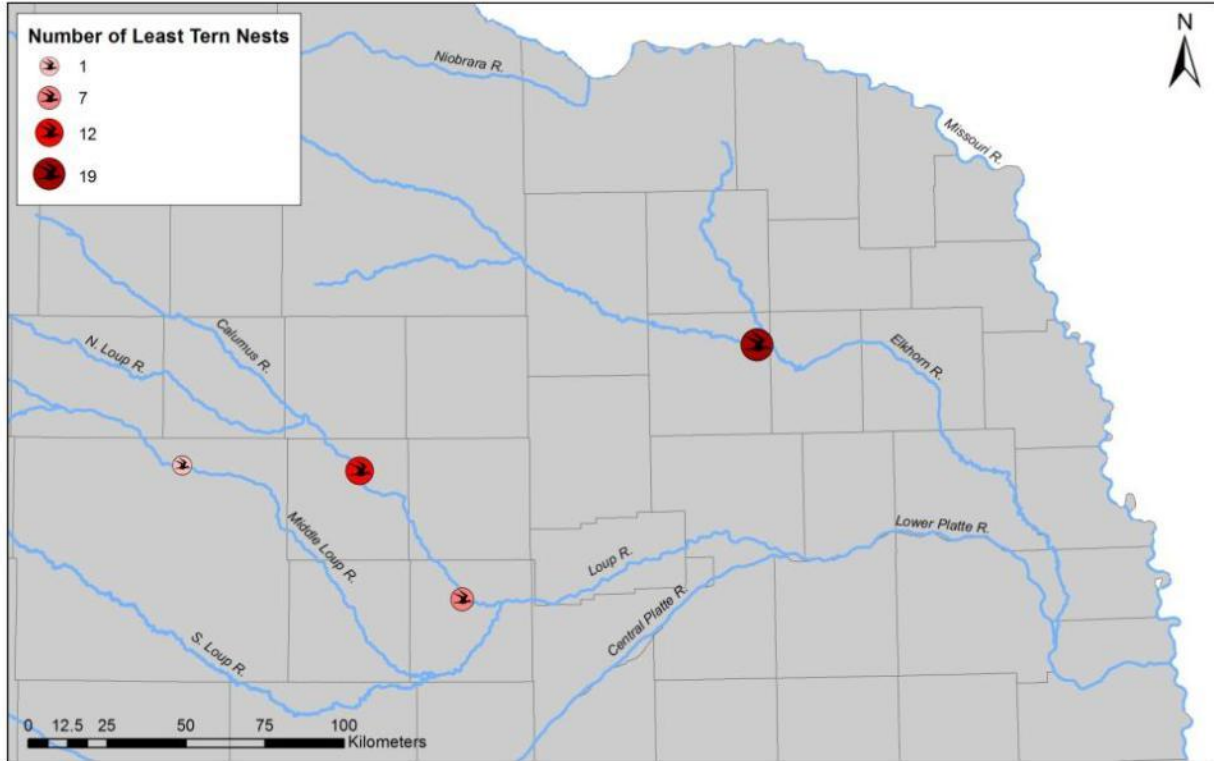 Number of Least Tern Nests
1
7
12
19
N
Niobrara R.
Missouri R.
Calumus R.
N. Loup R.
Elkhorn R.
Middle Loup R.
Lower Platte R.
Loup R.
Central Platte R.
S. Loup R.
0 12.5 25 50 75 100
Kilometers